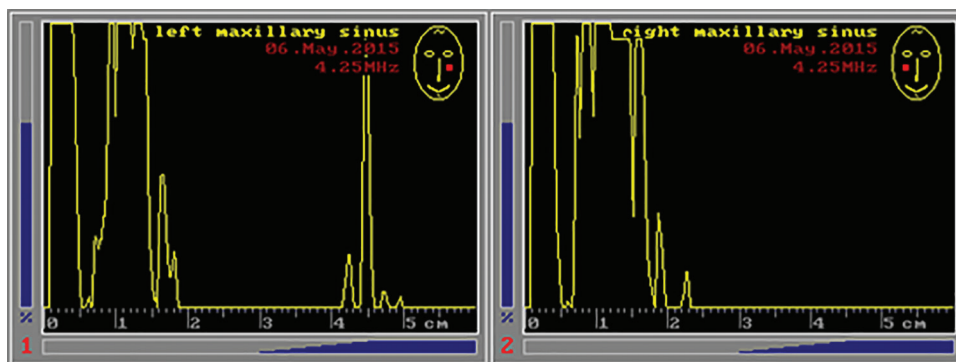 left maxillary sinus
06.May.2015
4.25MHz
%
0 1 2 3 4 5 CM
1
right maxillary sinus
06.May.2015
4.25MHz
%
0 1 2 3 4 5 CM
2